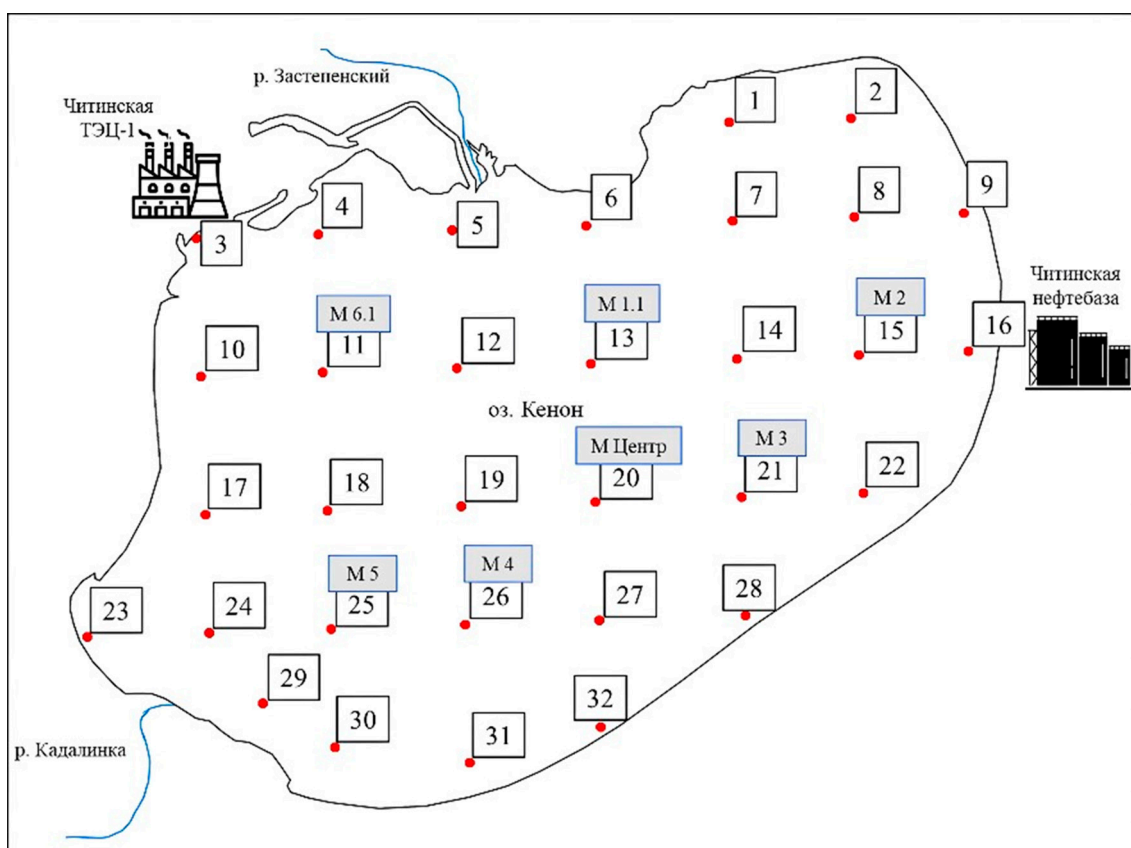 р. Застепенский
Читинская
ТЭЦ-1
1
2
3
4
5
6
7
8
9
Читинская
нефтебаза
М 6.1
М 1.1
М 2
10
11
12
13
14
15
16
оз. Кенон
М Центр
М 3
17
18
19
20
21
22
М 5
М 4
23
24
25
26
27
28
29
30
31
32
р. Кадалинка